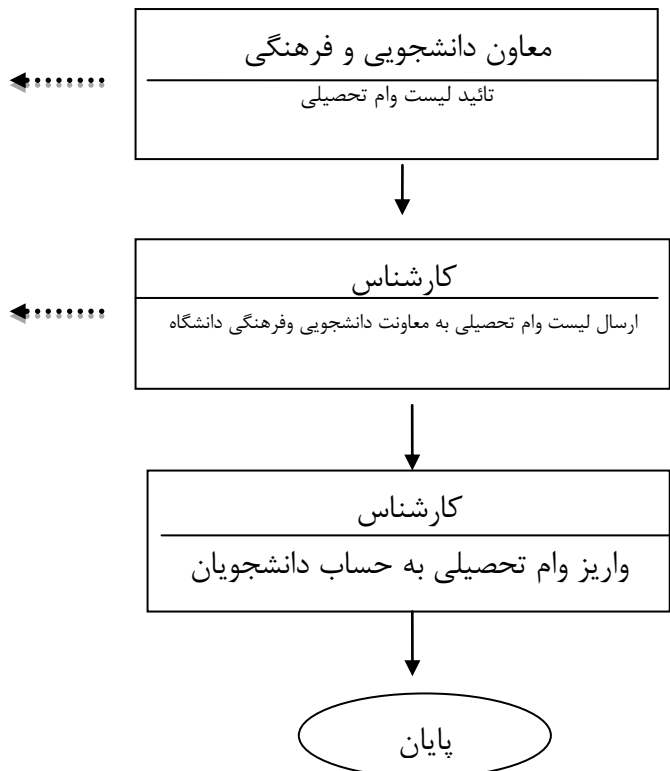 معاون دانشجویی و فرهنگی
تائید لیست وام تحصیلی
کارشناس
ارسال لیست وام تحصیلی به معاونت دانشجویی وفرهنگی دانشگاه
کارشناس
واریز وام تحصیلی به حساب دانشجویان
پایان